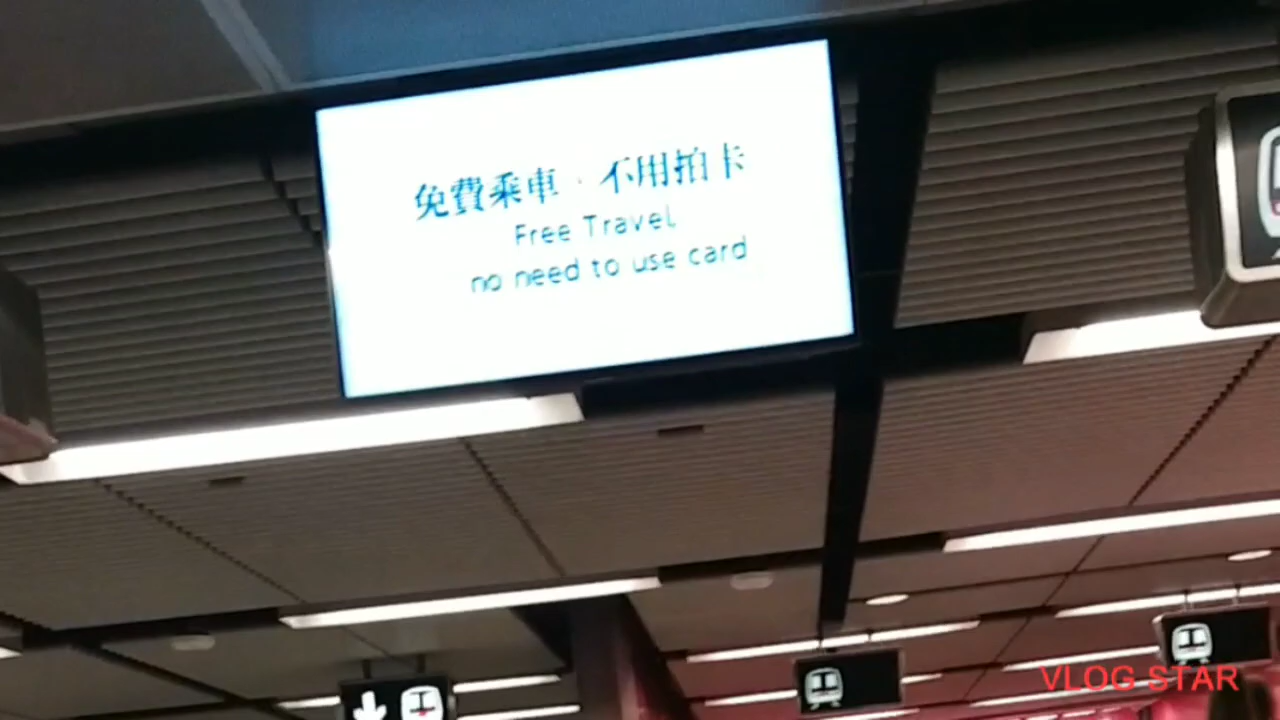 免費乘車、不用拍卡
Free Travel
no need to use card
VLOG STAR